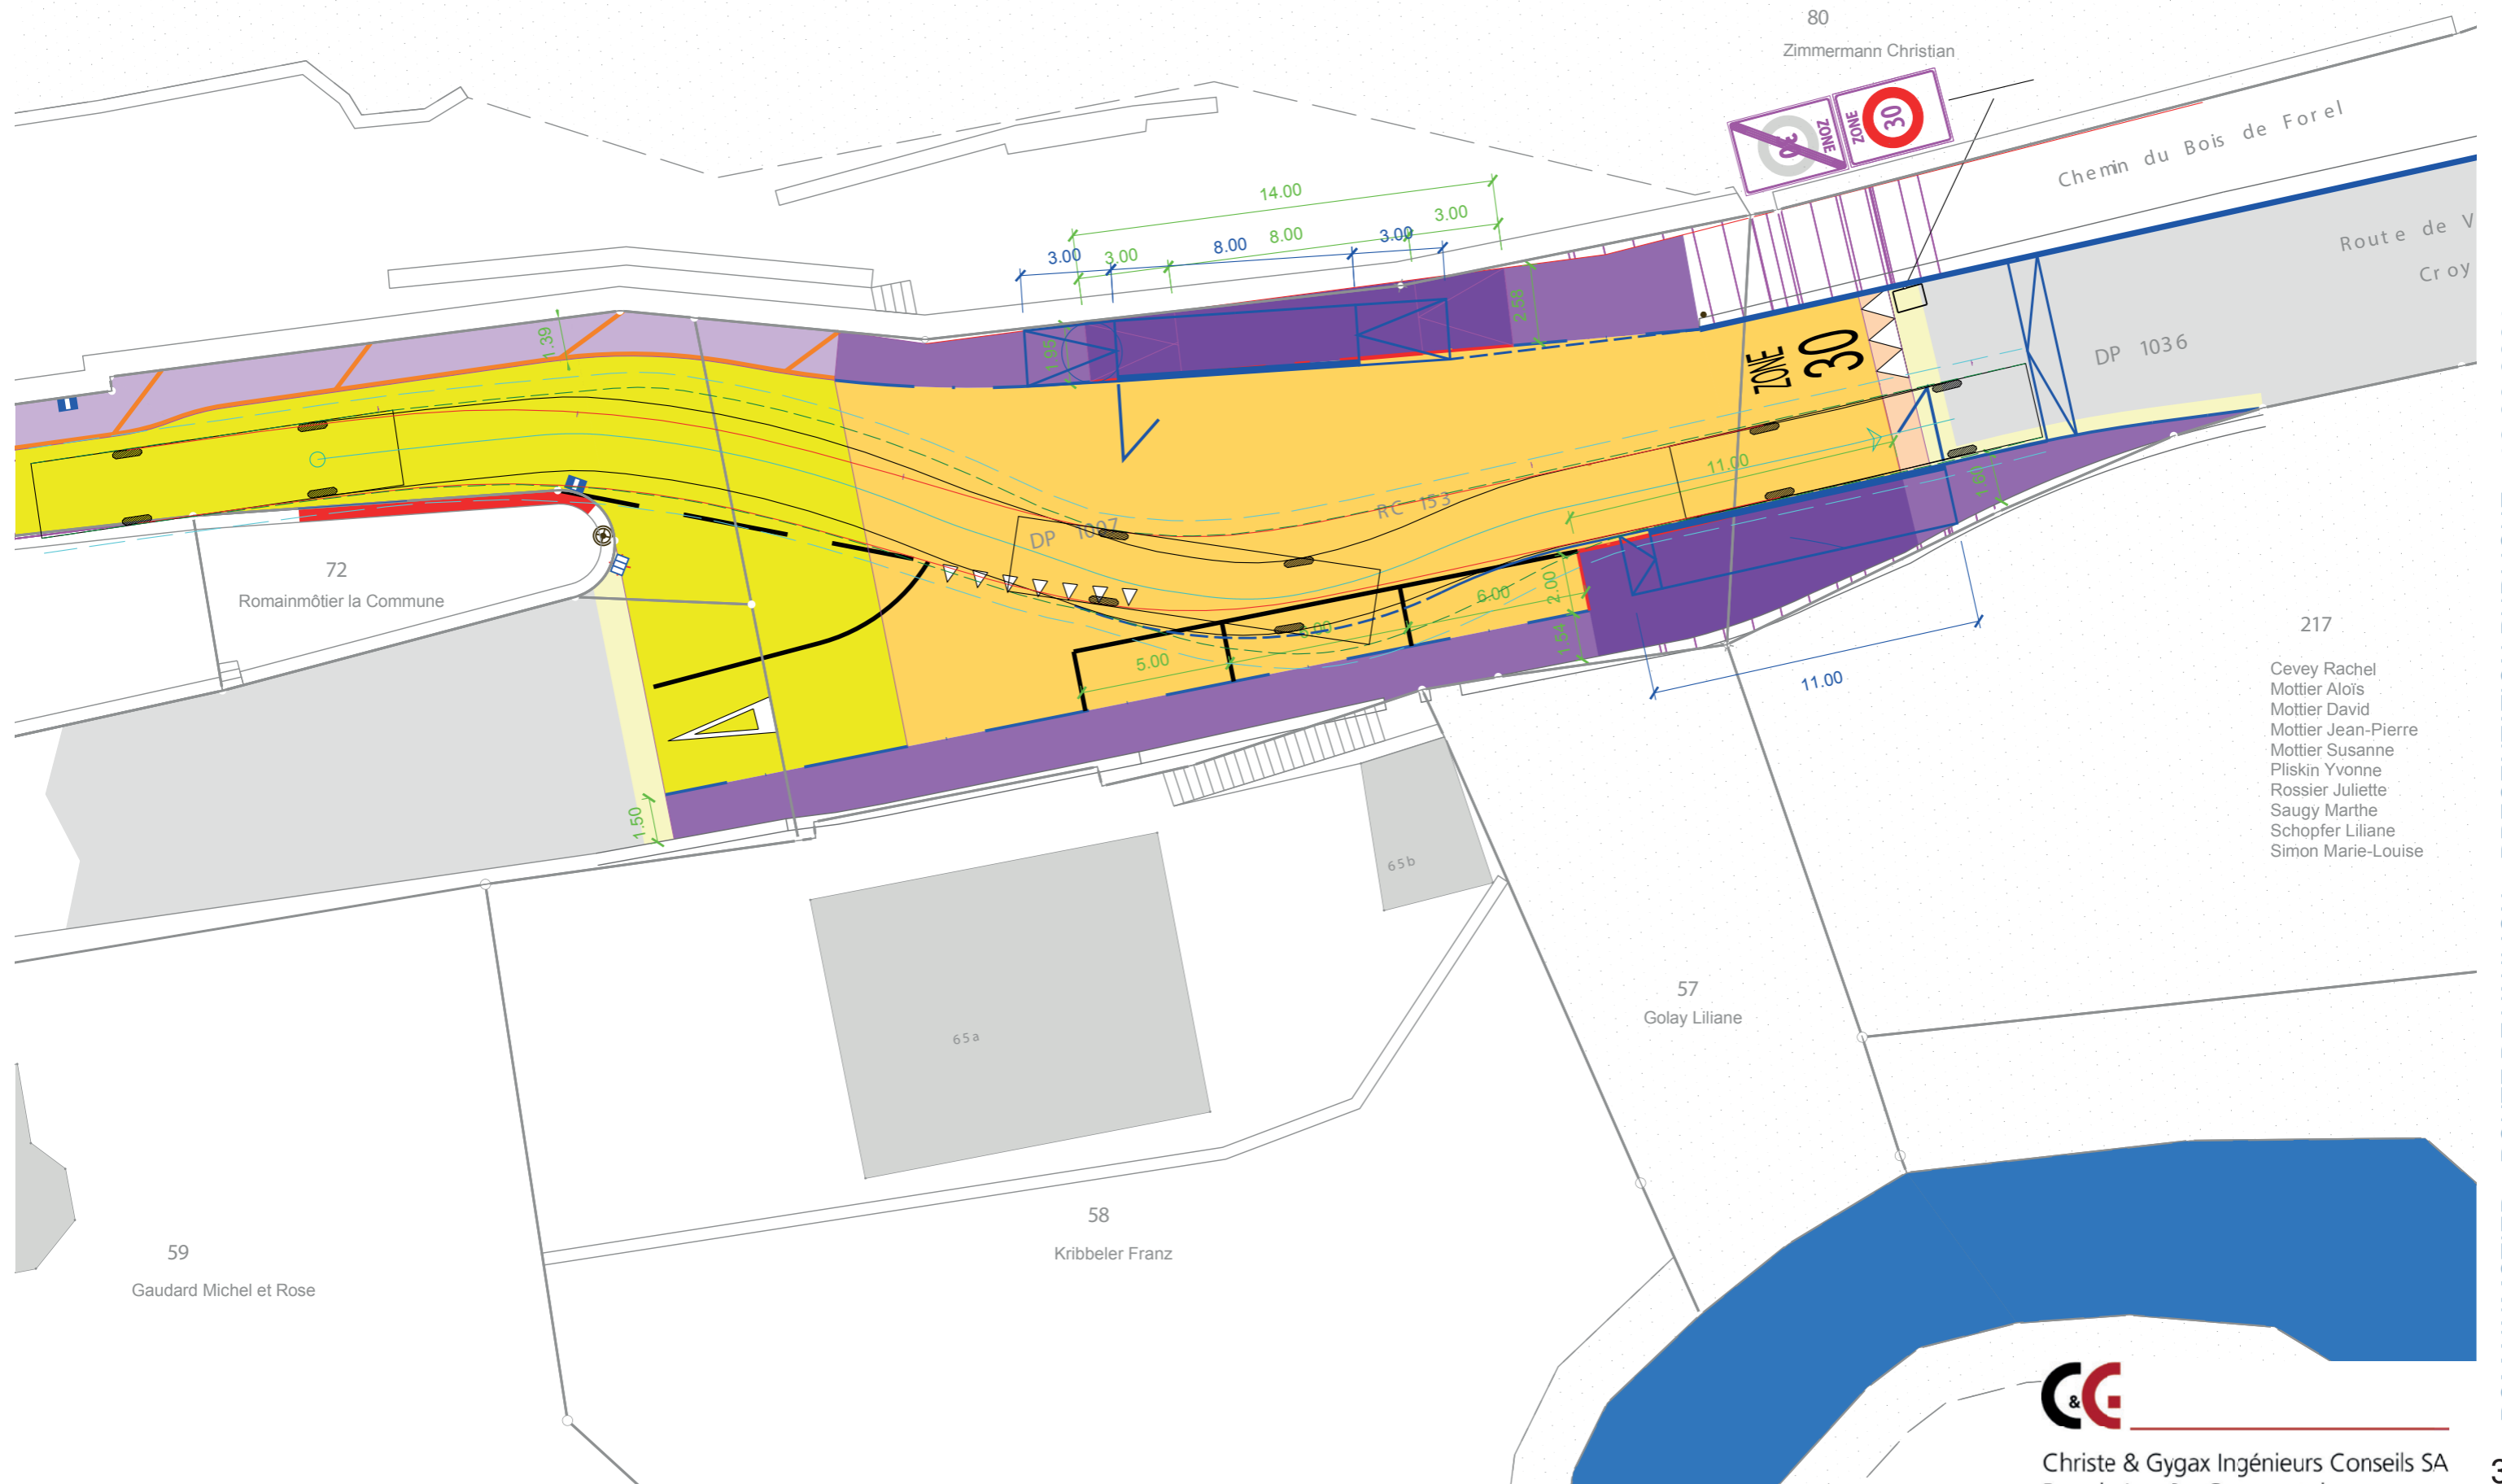 80
Zimmermann Christian
ZONE
30
ZONE
30
Chemin du Bois de Forel
Route de V
Croy
14.00
3.00
8.00
3.00
3.00
8.00
3.00
1.39
1.95
2.58
ZONE
30
DP 1036
11.00
RC 153
DP 1097
1.60
72
Romainmôtier la Commune
2.00
6.00
5.00
1.54
11.00
1.50
217
Cevey Rachel
Mottier Aloïs
Mottier David
Mottier Jean-Pierre
Mottier Susanne
Pliskin Yvonne
Rossier Juliette
Saugy Marthe
Schopfer Liliane
Simon Marie-Louise
65b
65a
57
Golay Liliane
58
Kribbeler Franz
59
Gaudard Michel et Rose
C&G
Christe & Gygax Ingénieurs Conseils SA
3